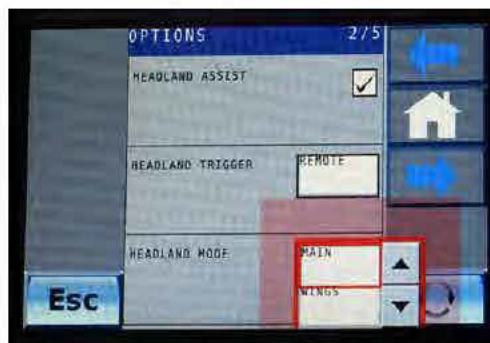 OPTIONS 2/5
HEADLAND ASSIST
HEADLAND TRIGGER REMOTE
HEADLAND MODE MAIN
WINGS
Esc